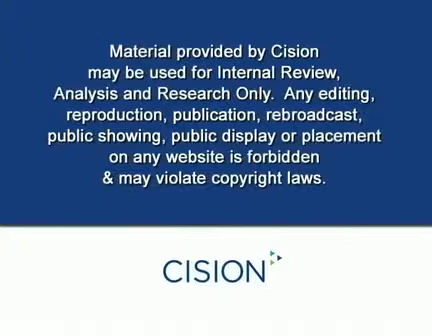 Material provided by Cision
may be used for Internal Review,
Analysis and Research Only.  Any editing,
reproduction, publication, rebroadcast,
public showing, public display or placement
on any website is forbidden
& may violate copyright laws.
CISION